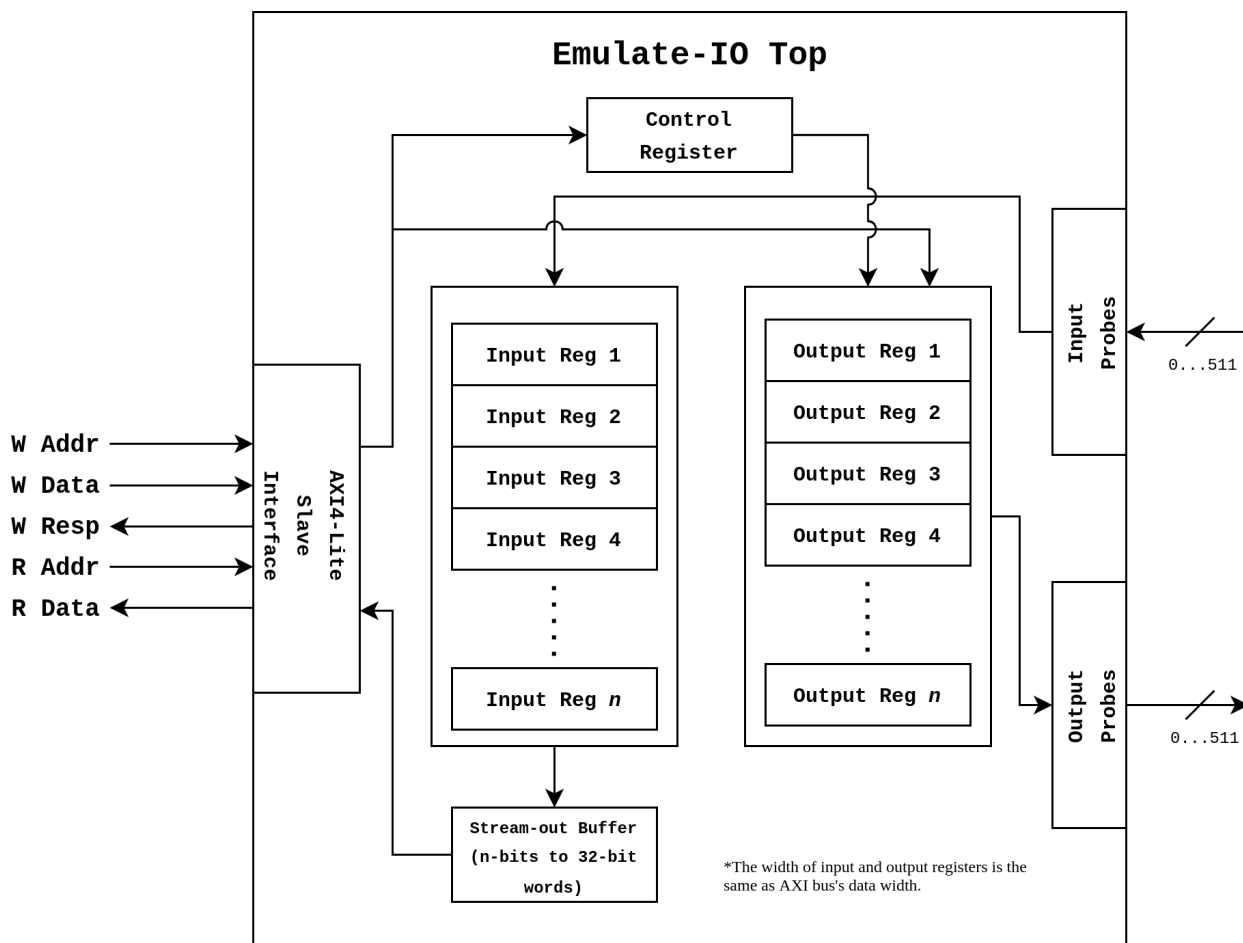 Emulate-IO Top
Control
Register
Input
Probes
0...511
Input Reg 1
Input Reg 2
Input Reg 3
Input Reg 4
Input Reg n
Output Reg 1
Output Reg 2
Output Reg 3
Output Reg 4
Output Reg n
W Addr
W Data
W Resp
R Addr
R Data
AXI4-Lite
Slave
Interface
Output
Probes
0...511
Stream-out Buffer
(n-bits to 32-bit
words)
*The width of input and output registers is the
same as AXI bus's data width.